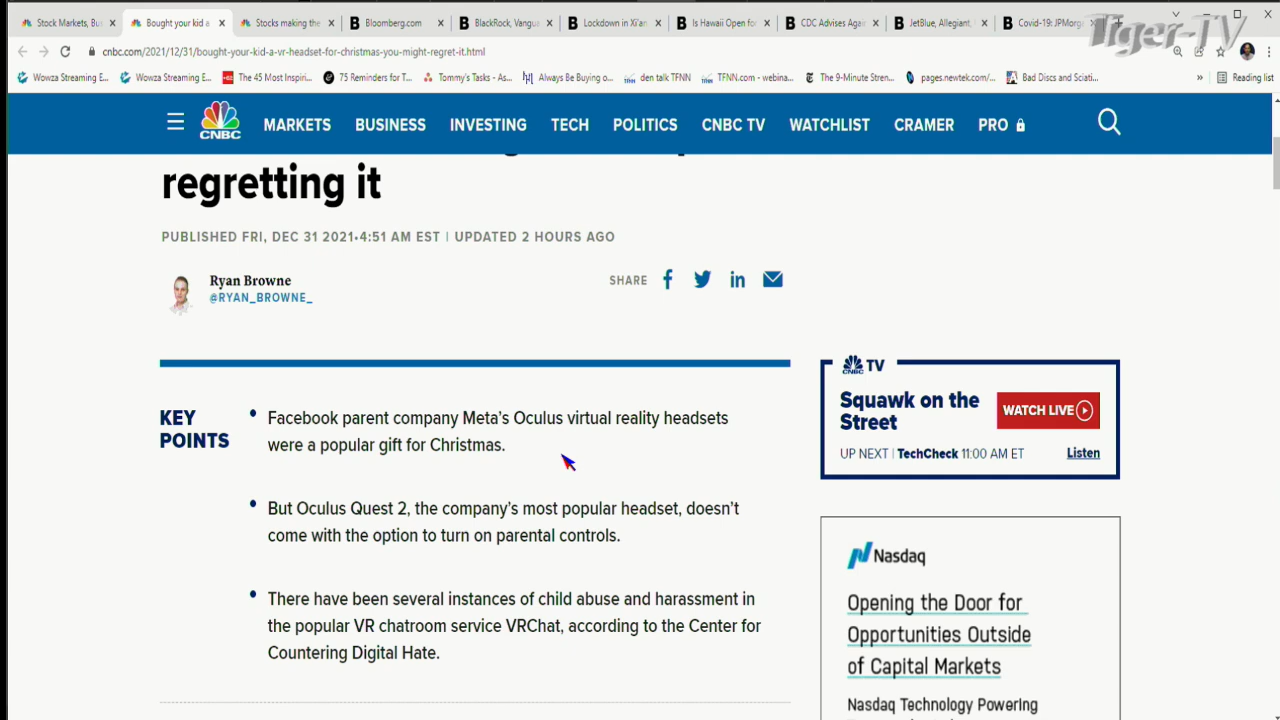 Stock Markets, Bus
Bought your kid a
Stocks making the
Bloomberg.com
BlackRock, Vangua
Lockdown in Xi'an
Is Hawaii Open fo
CDC Advises Agai
JetBlue, Allegiant,
Covid-19: JPMorg
Tiger-TV
cnbc.com/2021/12/31/bought-your-kid-a-vr-headset-for-christmas-you-might-regret-it.html
Wowza Streaming E...
Wowza Streaming E...
The 45 Most Inspiri...
75 Reminders for T...
Tommy's Tasks - As...
Always Be Buying o...
den talk TFNN
TFNN.com - webina...
The 9-Minute Stren...
pages.newtek.com/...
Bad Discs and Sciati...
»
Reading list
CNBC
MARKETS
BUSINESS
INVESTING
TECH
POLITICS
CNBC TV
WATCHLIST
CRAMER
PRO
regretting it
PUBLISHED FRI, DEC 31 2021•4:51 AM EST | UPDATED 2 HOURS AGO
Ryan Browne
@RYAN_BROWNE_
SHARE
KEY
POINTS
• Facebook parent company Meta's Oculus virtual reality headsets
were a popular gift for Christmas.
• But Oculus Quest 2, the company's most popular headset, doesn't
come with the option to turn on parental controls.
• There have been several instances of child abuse and harassment in
the popular VR chatroom service VRChat, according to the Center for
Countering Digital Hate.
CNBC TV
Squawk on the
Street
WATCH LIVE
UP NEXT | TechCheck 11:00 AM ET
Listen
Nasdaq
Opening the Door for
Opportunities Outside
of Capital Markets
Nasdaq Technology Powering